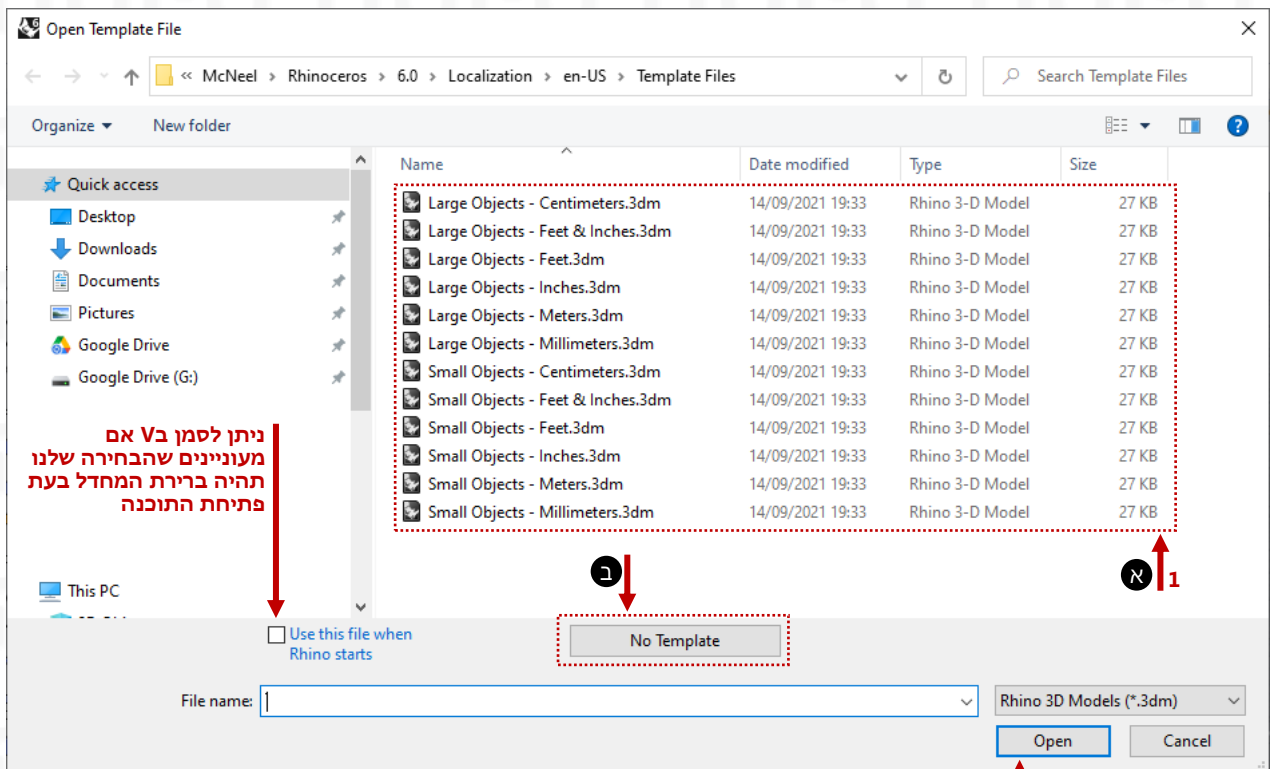 Open Template File
« McNeel › Rhinoceros › 6.0 › Localization › en-US › Template Files
Search Template Files
Organize
New folder
Name Date modified Type Size
Quick access
Desktop
Downloads
Documents
Pictures
Google Drive
Google Drive (G:)
Large Objects - Centimeters.3dm 14/09/2021 19:33 Rhino 3-D Model 27 KB
Large Objects - Feet & Inches.3dm 14/09/2021 19:33 Rhino 3-D Model 27 KB
Large Objects - Feet.3dm 14/09/2021 19:33 Rhino 3-D Model 27 KB
Large Objects - Inches.3dm 14/09/2021 19:33 Rhino 3-D Model 27 KB
Large Objects - Meters.3dm 14/09/2021 19:33 Rhino 3-D Model 27 KB
Large Objects - Millimeters.3dm 14/09/2021 19:33 Rhino 3-D Model 27 KB
Small Objects - Centimeters.3dm 14/09/2021 19:33 Rhino 3-D Model 27 KB
Small Objects - Feet & Inches.3dm 14/09/2021 19:33 Rhino 3-D Model 27 KB
Small Objects - Feet.3dm 14/09/2021 19:33 Rhino 3-D Model 27 KB
Small Objects - Inches.3dm 14/09/2021 19:33 Rhino 3-D Model 27 KB
Small Objects - Meters.3dm 14/09/2021 19:33 Rhino 3-D Model 27 KB
Small Objects - Millimeters.3dm 14/09/2021 19:33 Rhino 3-D Model 27 KB
ניתן לסמן בV אם
מעוניינים שהבחירה שלנו
תהיה ברירת המחדל בעת
פתיחת התוכנה
ב
א
1
This PC
Use this file when
Rhino starts
No Template
File name:
Rhino 3D Models (*.3dm)
Open
Cancel